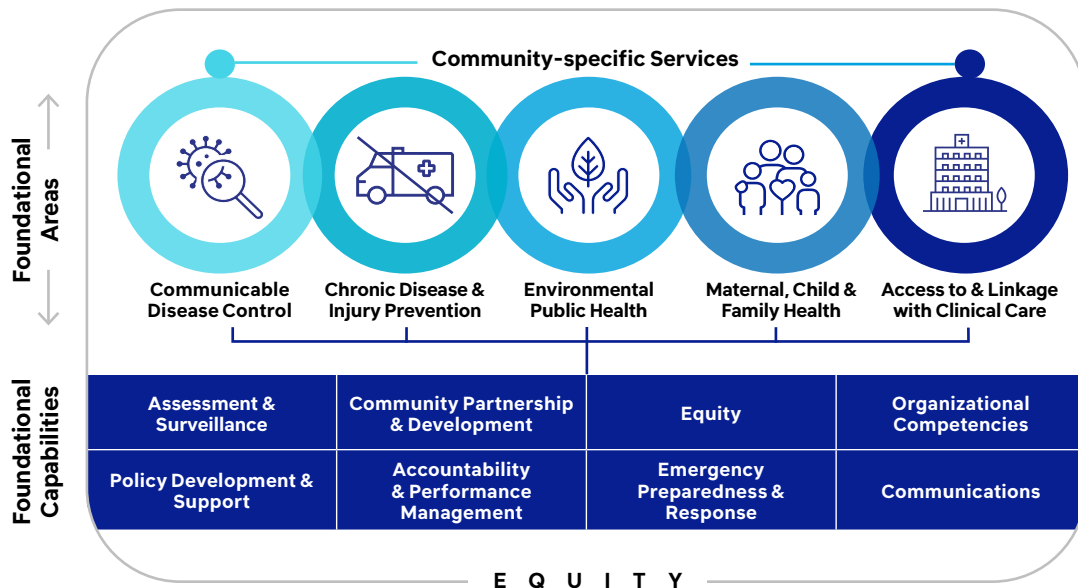 Community-specific Services
Foundational
Areas
Communicable
Disease Control
Chronic Disease &
Injury Prevention
Environmental
Public Health
Maternal, Child &
Family Health
Access to & Linkage
with Clinical Care
Foundational
Capabilities
Assessment &
Surveillance
Community Partnership
& Development
Equity
Organizational
Competencies
Policy Development &
Support
Accountability
& Performance
Management
Emergency
Preparedness &
Response
Communications
EQUITY